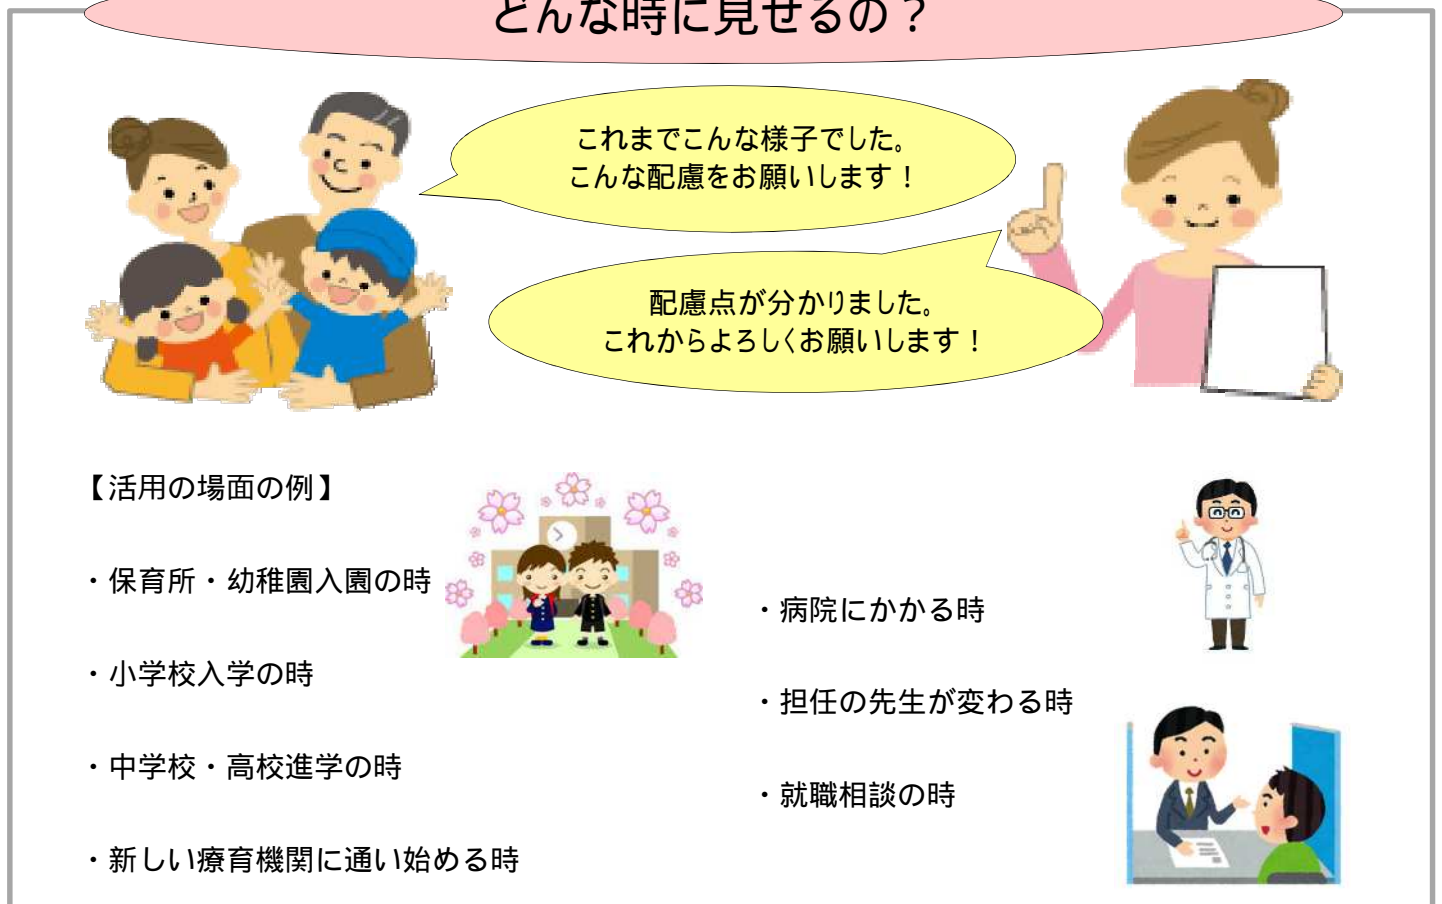 どんな時に見せるの？
これまでこんな様子でした。
こんな配慮をお願いします！
配慮点が分かりました。
これからよろしくお願いします！
【活用の場面の例】
・保育所・幼稚園入園の時
・小学校入学の時
・中学校・高校進学の時
・新しい療育機関に通い始める時
・病院にかかる時
・担任の先生が変わる時
・就職相談の時